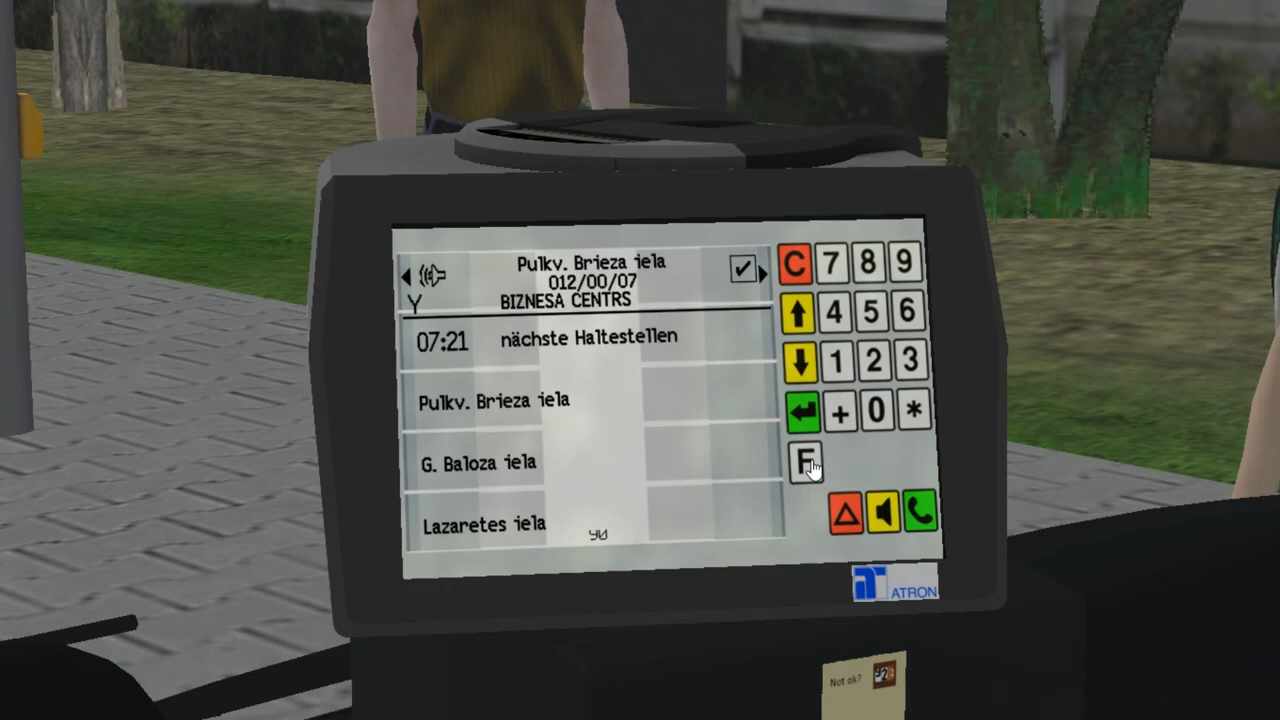 Pulkv. Brieza iela
012/00/07
BIZNESA CENTRS
07:21 nächste Haltestellen
Pulkv. Brieza iela
G. Baloza iela
Lazaretes iela
C 7 8 9
4 5 6
1 2 3
+ 0 *
F
ATRON
Not ok?